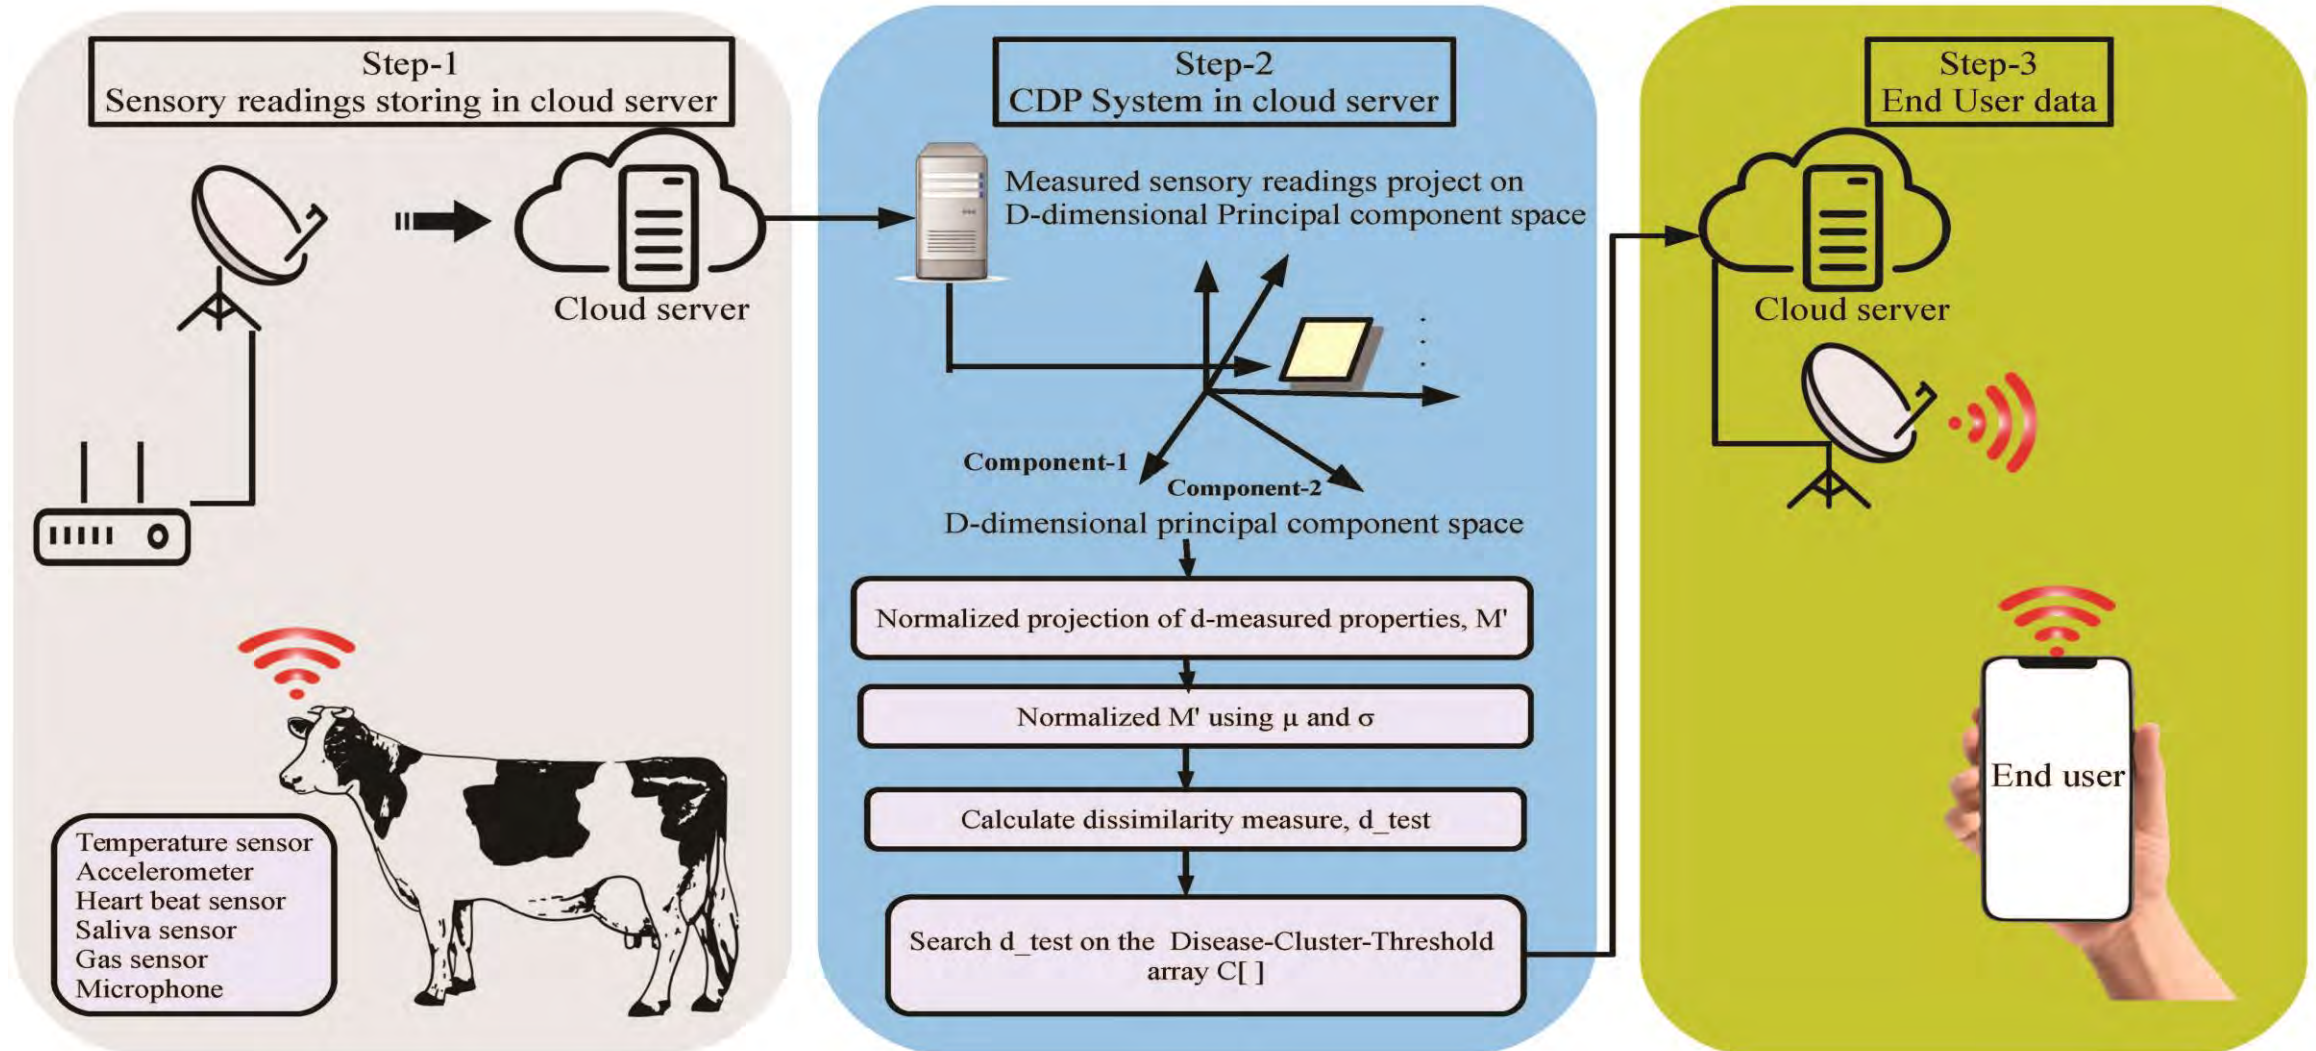 Step-1
Sensory readings storing in cloud server
Cloud server
Temperature sensor
Accelerometer
Heart beat sensor
Saliva sensor
Gas sensor
Microphone
Step-2
CDP System in cloud server
Measured sensory readings project on
D-dimensional Principal component space
Component-1
Component-2
D-dimensional principal component space
Normalized projection of d-measured properties, M'
Normalized M' using μ and σ
Calculate dissimilarity measure, d_test
Search d_test on the Disease-Cluster-Threshold
array C[ ]
Step-3
End User data
Cloud server
End user